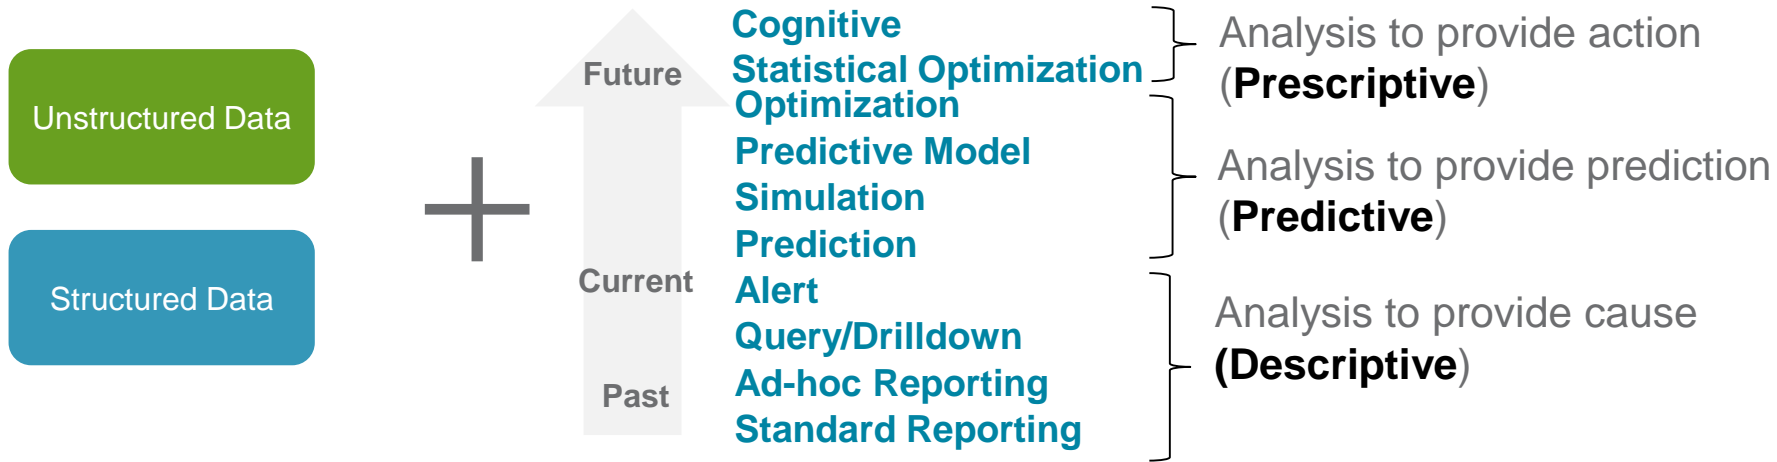 Unstructured Data
Structured Data
Future
Current
Past
Cognitive
Statistical Optimization
Optimization
Predictive Model
Simulation
Prediction
Alert
Query/Drilldown
Ad-hoc Reporting
Standard Reporting
Analysis to provide action
(Prescriptive)
Analysis to provide prediction
(Predictive)
Analysis to provide cause
(Descriptive)